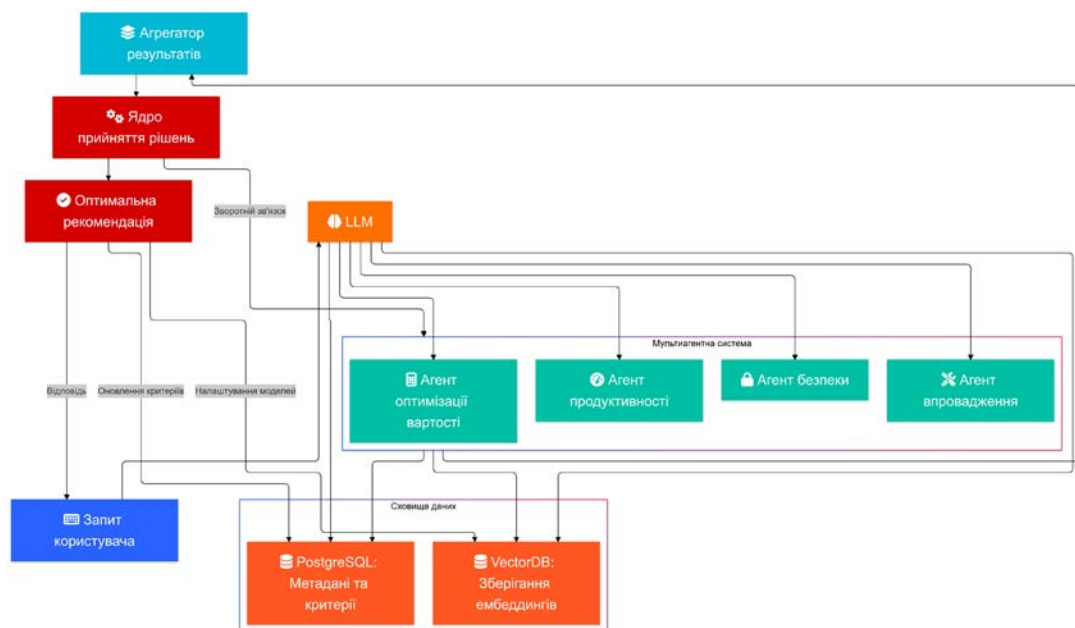 Агрегатор
результатів
Ядро
прийняття рішень
Оптимальна
рекомендація
Зворотній зв'язок
LLM
Мультиагентна система
Агент
оптимізації
вартості
Агент
продуктивності
Агент безпеки
Агент
впровадження
Відповідь
Оновлення критеріїв
Налаштування моделей
Запит
користувача
Сховища даних
PostgreSQL:
Метадані та
критерії
VectorDB:
Зберігання
ембеддингів